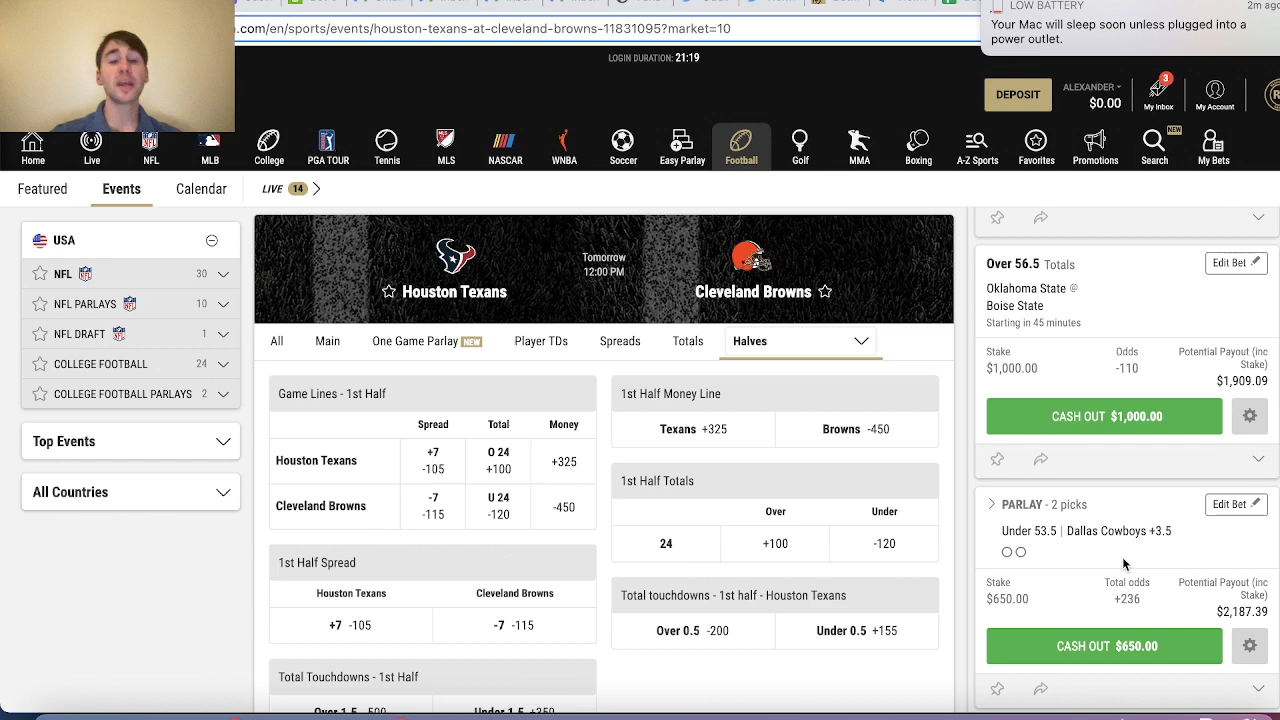 LOW BATTERY
2m a
Your Mac will sleep soon unless plugged into a
power outlet.
.com/en/sports/events/houston-texans-at-cleveland-browns-11831095?market=10
LOGIN DURATION: 21:19
DEPOSIT
ALEXANDER
$0.00
3
My Inbox
My Account
Home
Live
NFL
MLB
College
PGA TOUR
Tennis
MLS
NASCAR
WNBA
Soccer
Easy Parlay
Football
Golf
MMA
Boxing
A-Z Sports
Favorites
Promotions
NEW
Search
My Bets
Featured
Events
Calendar
LIVE 14
USA
NFL 30
NFL PARLAYS 10
NFL DRAFT 1
COLLEGE FOOTBALL 24
COLLEGE FOOTBALL PARLAYS 2
Top Events
All Countries
Tomorrow
12:00 PM
Houston Texans
Cleveland Browns
All
Main
One Game Parlay NEW
Player TDs
Spreads
Totals
Halves
Game Lines - 1st Half
Spread Total Money
Houston Texans
+7
-105
O 24
+100
+325
Cleveland Browns
-7
-115
U 24
-120
-450
1st Half Spread
Houston Texans Cleveland Browns
+7 -105 -7 -115
Total Touchdowns - 1st Half
Over 1.5 -500 Under 1.5 +350
1st Half Money Line
Texans +325 Browns -450
1st Half Totals
Over Under
24 +100 -120
Total touchdowns - 1st half - Houston Texans
Over 0.5 -200 Under 0.5 +155
Over 56.5 Totals
Edit Bet
Oklahoma State @
Boise State
Starting in 45 minutes
Stake
$1,000.00
Odds
-110
Potential Payout (inc
Stake)
$1,909.09
CASH OUT $1,000.00
PARLAY - 2 picks
Edit Bet
Under 53.5 | Dallas Cowboys +3.5
Stake
$650.00
Total odds
+236
Potential Payout (inc
Stake)
$2,187.39
CASH OUT $650.00